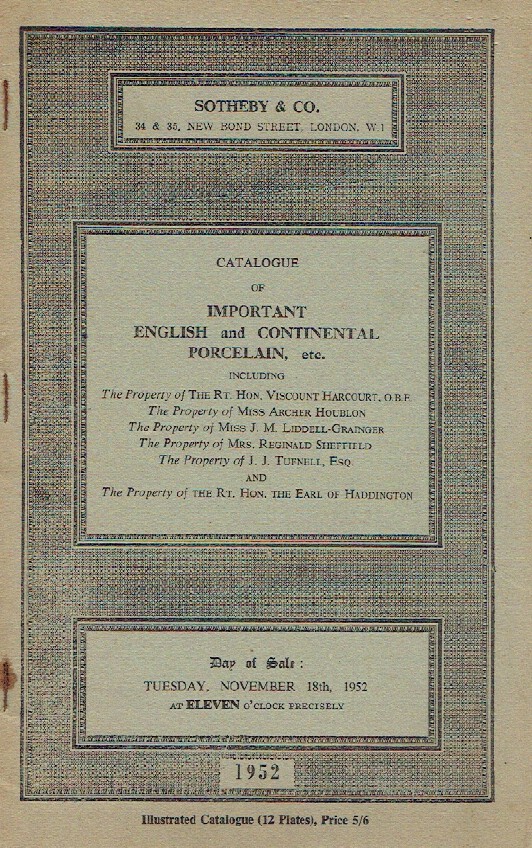 SOTHEBY & CO.
34 & 35, NEW BOND STREET, LONDON, W.1
CATALOGUE
OF
IMPORTANT
ENGLISH and CONTINENTAL
PORCELAIN, etc.
INCLUDING
The Property of THE RT. HON. VISCOUNT HARCOURT, O.B.E.
The Property of MISS ARCHER HOUBLON
The Property of MISS J. M. LIDDELL-GRAINGER
The Property of MRS. REGINALD SHEFFIELD
The Property of J. J. TUFNELL, ESQ.
AND
The Property of THE RT. HON. THE EARL OF HADDINGTON
Day of Sale :
TUESDAY, NOVEMBER 18th, 1952
AT ELEVEN O'CLOCK PRECISELY
1952
Illustrated Catalogue (12 Plates), Price 5/6